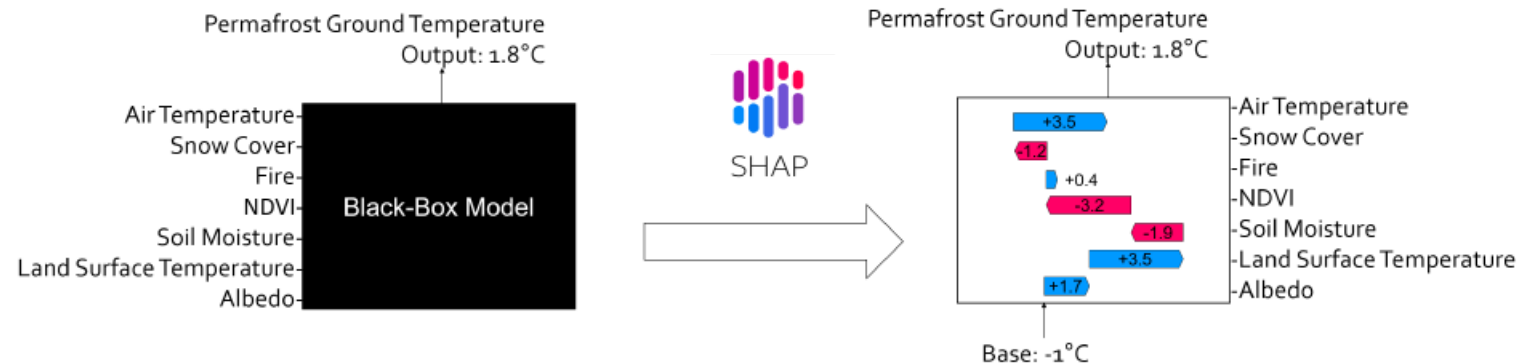 Permafrost Ground Temperature
Output: 1.8°C
Air Temperature-
Snow Cover-
Fire-
NDVI-
Soil Moisture-
Land Surface Temperature-
Albedo-
Black-Box Model
SHAP
Permafrost Ground Temperature
Output: 1.8°C
+3.5
-1.2
+0.4
-3.2
-1.9
+3.5
+1.7
-Air Temperature
-Snow Cover
-Fire
-NDVI
-Soil Moisture
-Land Surface Temperature
-Albedo
Base: -1°C